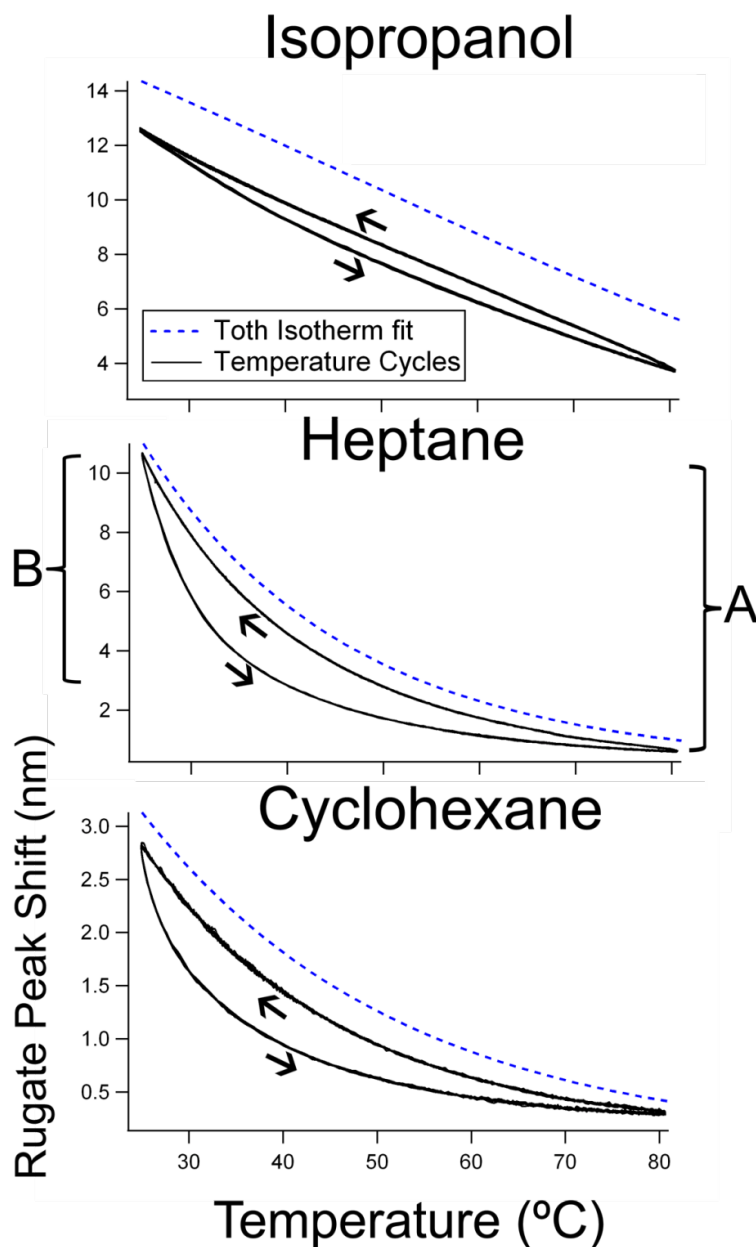 Isopropanol
14
12
10
8
6
4
Toth Isotherm fit
Temperature Cycles
Heptane
10
8
6
4
2
B
A
Cyclohexane
3.0
2.5
2.0
1.5
1.0
0.5
30 40 50 60 70 80
Rugate Peak Shift (nm)
Temperature (ºC)